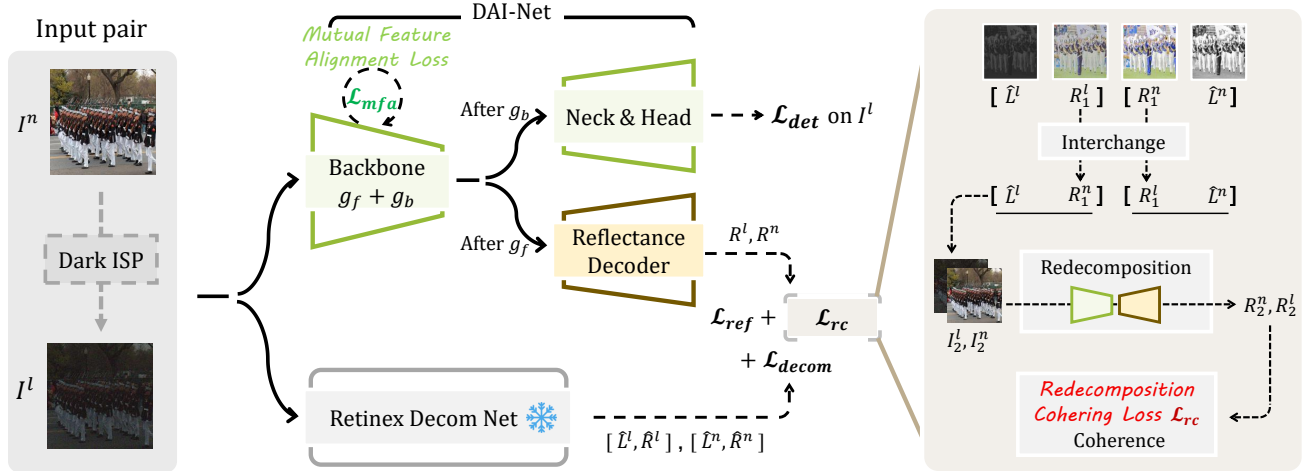 Input pair
I^n
Dark ISP
I^l
DAI-Net
Mutual Feature
Alignment Loss
ℒ_mfa
Backbone
g_f + g_b
After g_b
Neck & Head
ℒ_det on I^l
After g_f
Reflectance
Decoder
R^l, R^n
ℒ_ref + ℒ_rc
+ ℒ_decom
Retinex Decom Net
[ L̂^l, R̂^l ] , [ L̂^n, R̂^n ]
[ L̂^l R_1^l ] [ R_1^n L̂^n ]
Interchange
[ L̂^l R_1^n ] [ R_1^l L̂^n ]
Redecomposition
I_2^l, I_2^n
R_2^n, R_2^l
Redecomposition
Cohering Loss ℒ_rc
Coherence